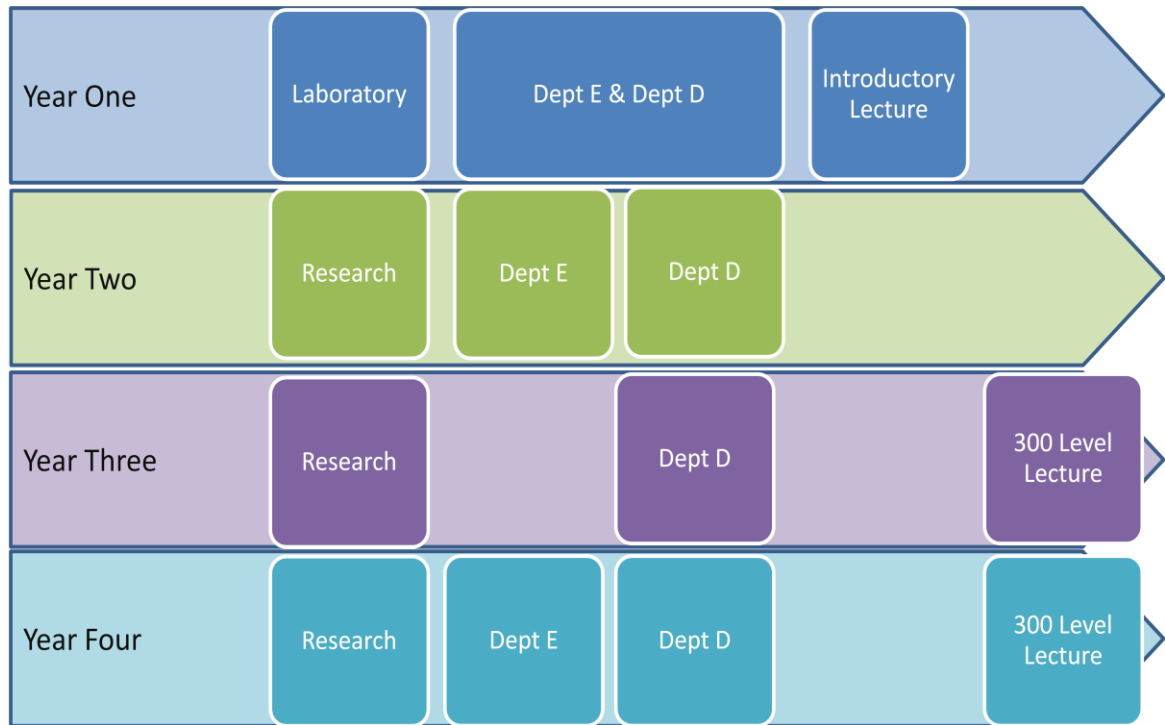 Year One
Laboratory
Dept E & Dept D
Introductory
Lecture
Year Two
Research
Dept E
Dept D
Year Three
Research
Dept D
300 Level
Lecture
Year Four
Research
Dept E
Dept D
300 Level
Lecture